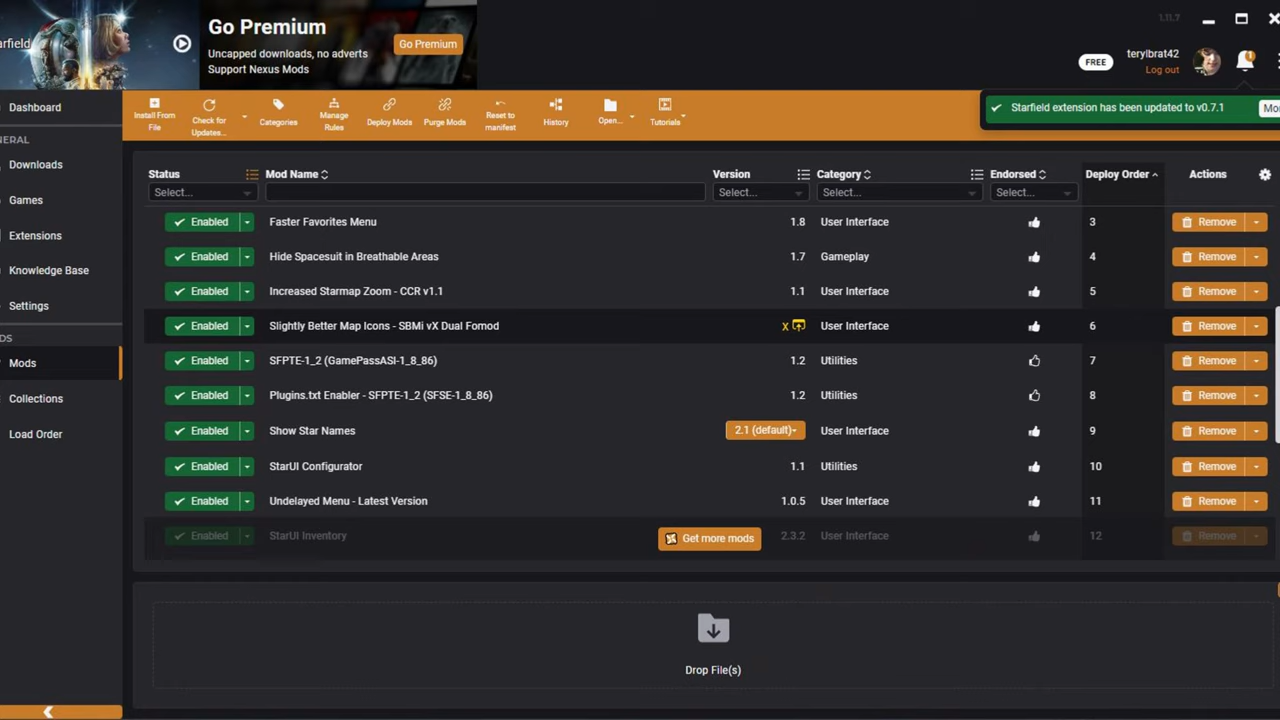 arfield
Go Premium
Uncapped downloads, no adverts
Support Nexus Mods
Go Premium
1.11.7
FREE
terylbrat42
Log out
1
Starfield extension has been updated to v0.7.1
Mo
Dashboard
NERAL
Downloads
Games
Extensions
Knowledge Base
Settings
DS
Mods
Collections
Load Order
Install From
File
Check for
Updates...
Categories
Manage
Rules
Deploy Mods
Purge Mods
Reset to
manifest
History
Open...
Tutorials
Status Mod Name Version Category Endorsed Deploy Order Actions
Select... Select... Select... Select...
Enabled Faster Favorites Menu 1.8 User Interface 3 Remove
Enabled Hide Spacesuit in Breathable Areas 1.7 Gameplay 4 Remove
Enabled Increased Starmap Zoom - CCR v1.1 1.1 User Interface 5 Remove
Enabled Slightly Better Map Icons - SBMi vX Dual Fomod X User Interface 6 Remove
Enabled SFPTE-1_2 (GamePassASI-1_8_86) 1.2 Utilities 7 Remove
Enabled Plugins.txt Enabler - SFPTE-1_2 (SFSE-1_8_86) 1.2 Utilities 8 Remove
Enabled Show Star Names 2.1 (default) User Interface 9 Remove
Enabled StarUI Configurator 1.1 Utilities 10 Remove
Enabled Undelayed Menu - Latest Version 1.0.5 User Interface 11 Remove
Enabled StarUI Inventory 2.3.2 User Interface 12 Remove
Get more mods
Drop File(s)